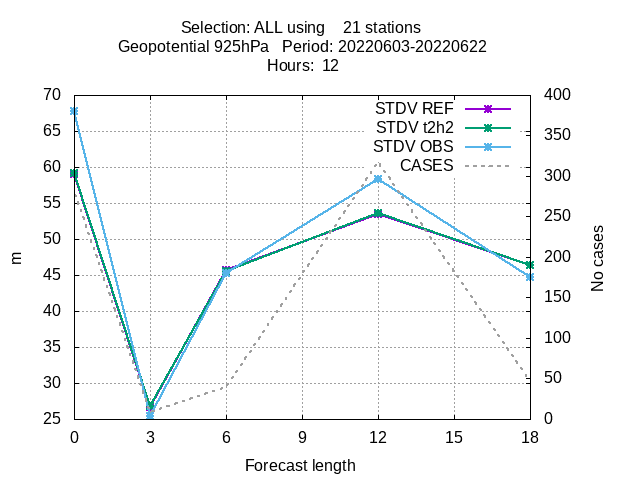 Selection: ALL using    21 stations
Geopotential 925hPa   Period: 20220603-20220622
Hours:  12
70
65
60
55
50
45
40
35
30
25
m
400
350
300
250
200
150
100
50
0
No cases
STDV REF
STDV t2h2
STDV OBS
CASES
0 3 6 9 12 15 18
Forecast length